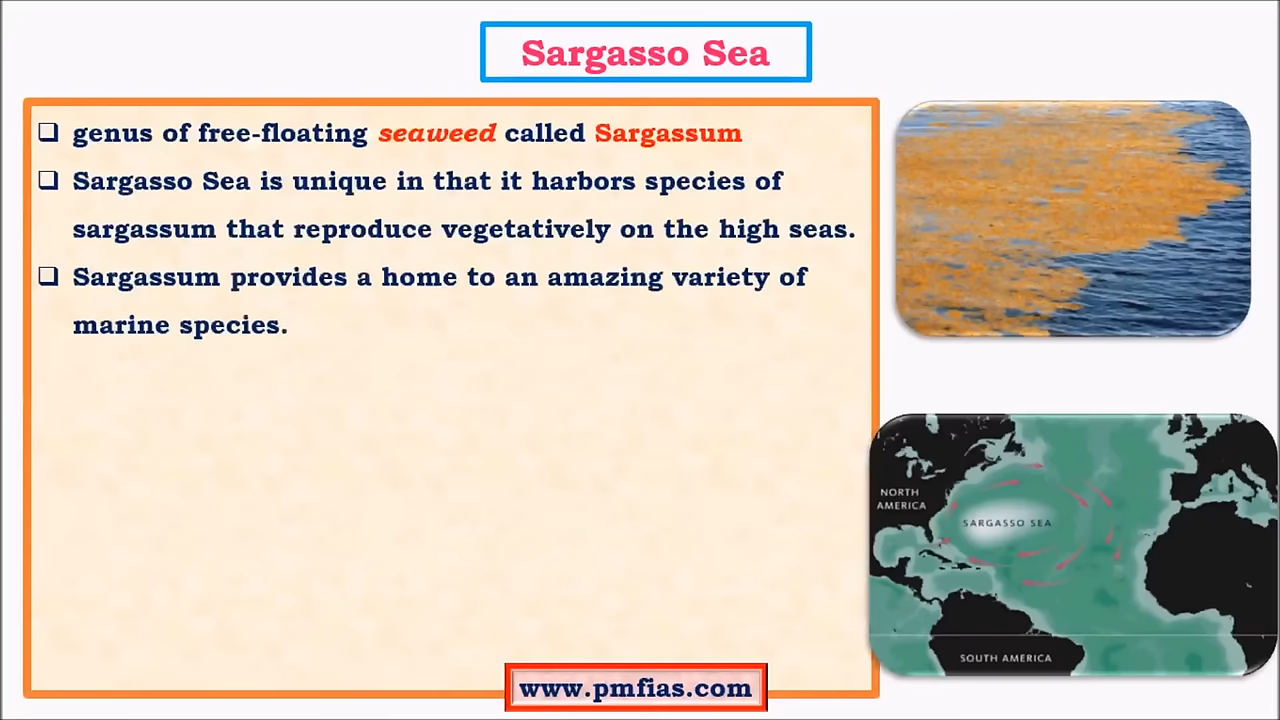 Sargasso Sea
genus of free-floating seaweed called Sargassum
Sargasso Sea is unique in that it harbors species of
sargassum that reproduce vegetatively on the high seas.
Sargassum provides a home to an amazing variety of
marine species.
NORTH
AMERICA
SARGASSO SEA
SOUTH AMERICA
www.pmfias.com